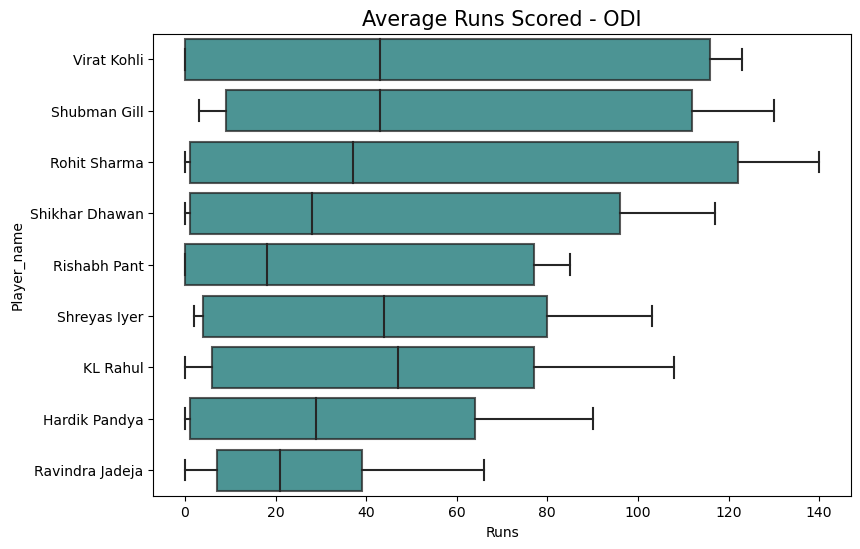 Average Runs Scored - ODI
Player_name
Virat Kohli
Shubman Gill
Rohit Sharma
Shikhar Dhawan
Rishabh Pant
Shreyas Iyer
KL Rahul
Hardik Pandya
Ravindra Jadeja
0 20 40 60 80 100 120 140
Runs